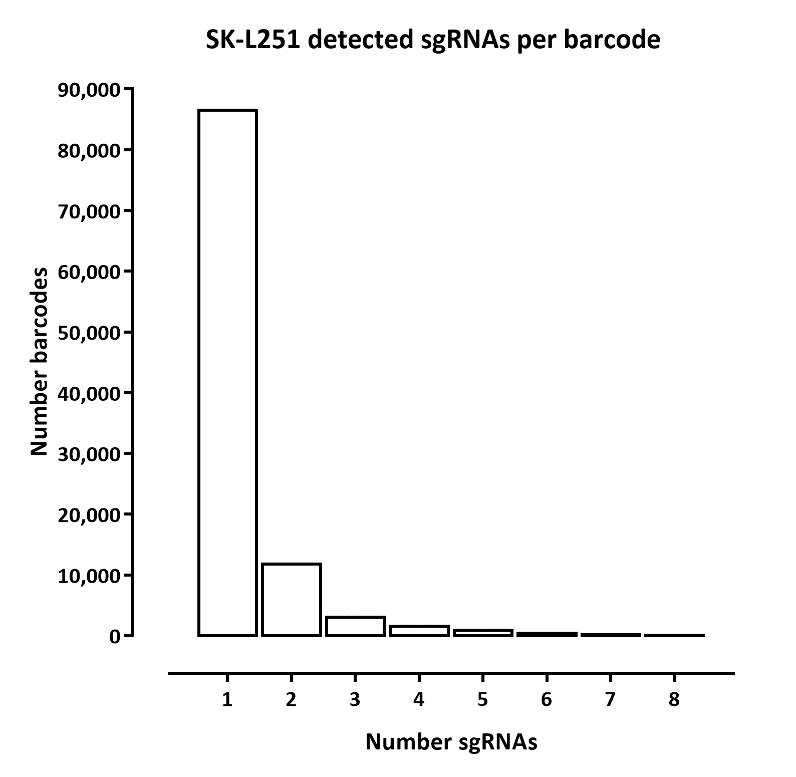 SK-L251 detected sgRNAs per barcode
Number barcodes
90,000
80,000
70,000
60,000
50,000
40,000
30,000
20,000
10,000
0
1 2 3 4 5 6 7 8
Number sgRNAs